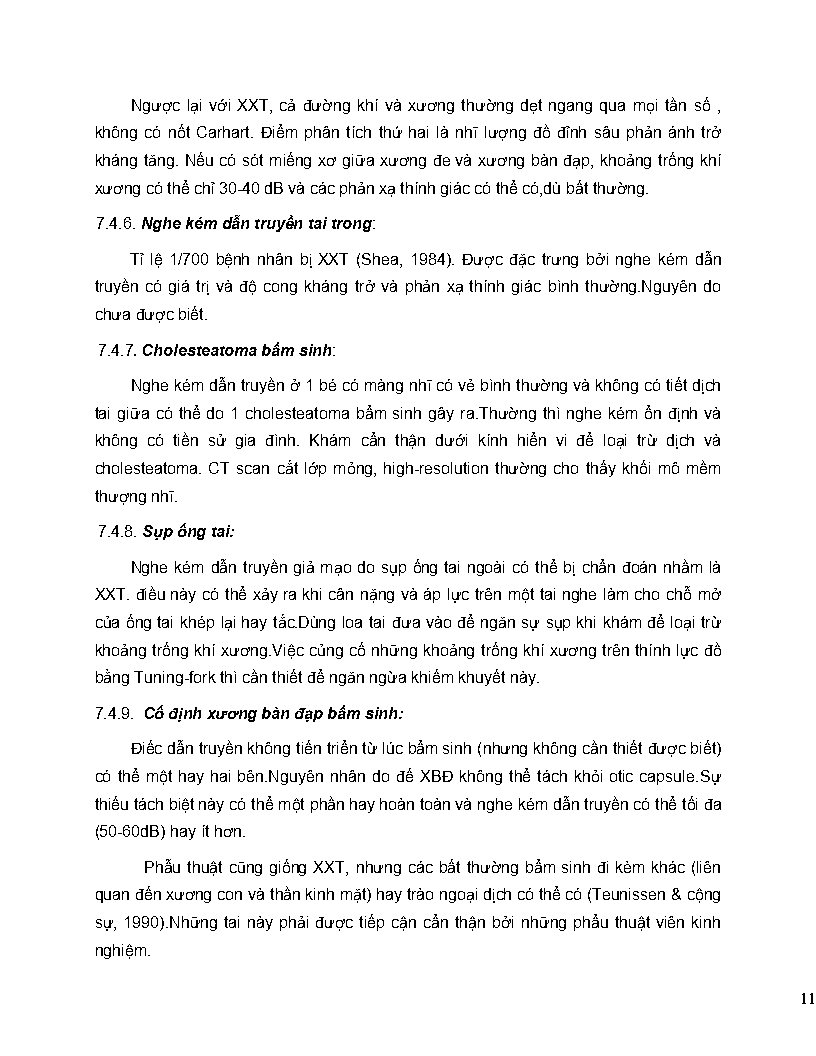 Ngược lại với XXT, cả đường khí và xương thường dẹt ngang qua mọi tần số ,
không có nốt Carhart. Điểm phân tích thứ hai là nhĩ lượng đồ đỉnh sâu phản ánh trở
kháng tăng. Nếu có sót miếng xơ giữa xương đe và xương bàn đạp, khoảng trống khí
xương có thể chỉ 30-40 dB và các phản xạ thính giác có thể có,dù bất thường.
7.4.6. Nghe kém dẫn truyền tai trong:
Tỉ lệ 1/700 bệnh nhân bị XXT (Shea, 1984). Được đặc trưng bởi nghe kém dẫn
truyền có giá trị và độ cong kháng trở và phản xạ thính giác bình thường.Nguyên do
chưa được biết.
7.4.7. Cholesteatoma bẩm sinh:
Nghe kém dẫn truyền ở 1 bé có màng nhĩ có vẻ bình thường và không có tiết dịch
tai giữa có thể do 1 cholesteatoma bẩm sinh gây ra.Thường thì nghe kém ổn định và
không có tiền sử gia đình. Khám cẩn thận dưới kính hiển vi để loại trừ dịch và
cholesteatoma. CT scan cắt lớp mỏng, high-resolution thường cho thấy khối mô mềm
thượng nhĩ.
7.4.8. Sụp ống tai:
Nghe kém dẫn truyền giả mạo do sụp ống tai ngoài có thể bị chẩn đoán nhầm là
XXT. điều này có thể xảy ra khi cân nặng và áp lực trên một tai nghe làm cho chỗ mở
của ống tai khép lại hay tắc.Dùng loa tai đưa vào để ngăn sự sụp khi khám để loại trừ
khoảng trống khí xương.Việc củng cố những khoảng trống khí xương trên thính lực đồ
bằng Tuning-fork thì cần thiết để ngăn ngừa khiếm khuyết này.
7.4.9. Cố định xương bàn đạp bẩm sinh:
Điếc dẫn truyền không tiến triển từ lúc bẩm sinh (nhưng không cần thiết được biết)
có thể một hay hai bên.Nguyên nhân do đế XBĐ không thể tách khỏi otic capsule.Sự
thiếu tách biệt này có thể một phần hay hoàn toàn và nghe kém dẫn truyền có thể tối đa
(50-60dB) hay ít hơn.
Phẫu thuật cũng giống XXT, nhưng các bất thường bẩm sinh đi kèm khác (liên
quan đến xương con và thần kinh mặt) hay trào ngoại dịch có thể có (Teunissen & cộng
sự, 1990).Những tai này phải được tiếp cận cẩn thận bởi những phẩu thuật viên kinh
nghiệm.
11